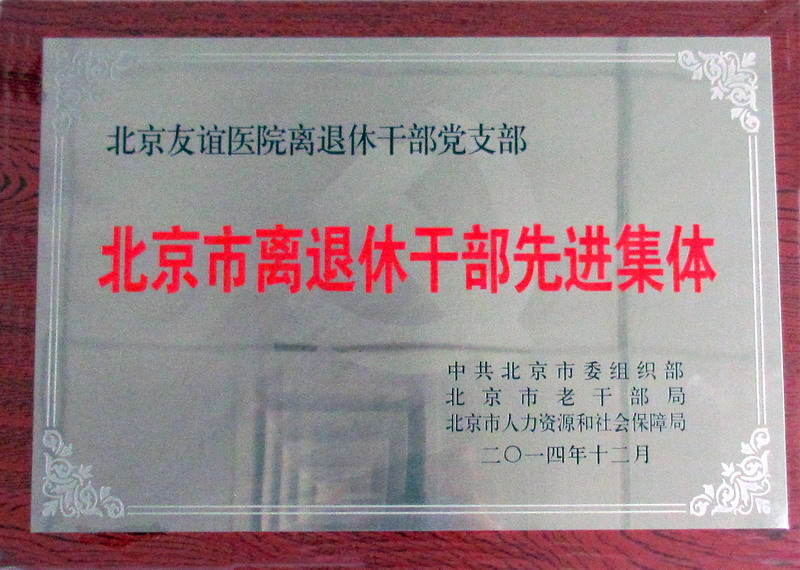 北京友谊医院离退休干部党支部
北京市离退休干部先进集体
中共北京市委组织部
北京市老干部局
北京市人力资源和社会保障局
二〇一四年十二月